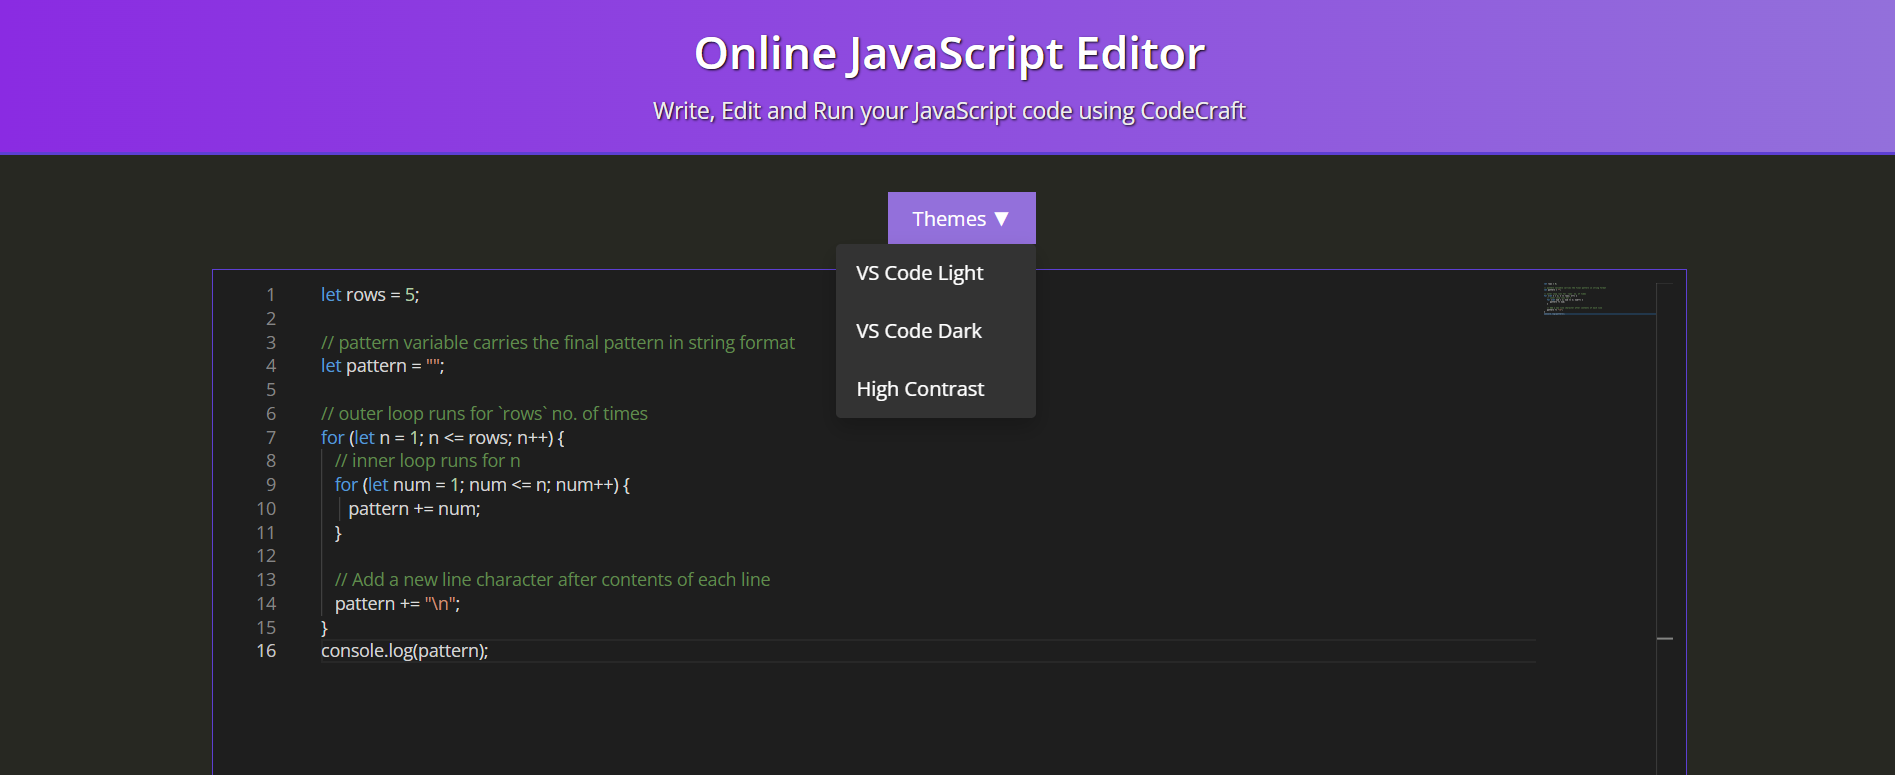 Online JavaScript Editor
Write, Edit and Run your JavaScript code using CodeCraft
Themes ▼
VS Code Light
VS Code Dark
High Contrast
1 let rows = 5;
2
3 // pattern variable carries the final pattern in string format
4 let pattern = "";
5
6 // outer loop runs for `rows` no. of times
7 for (let n = 1; n <= rows; n++) {
8 // inner loop runs for n
9 for (let num = 1; num <= n; num++) {
10 pattern += num;
11 }
12
13 // Add a new line character after contents of each line
14 pattern += "\n";
15 }
16 console.log(pattern);